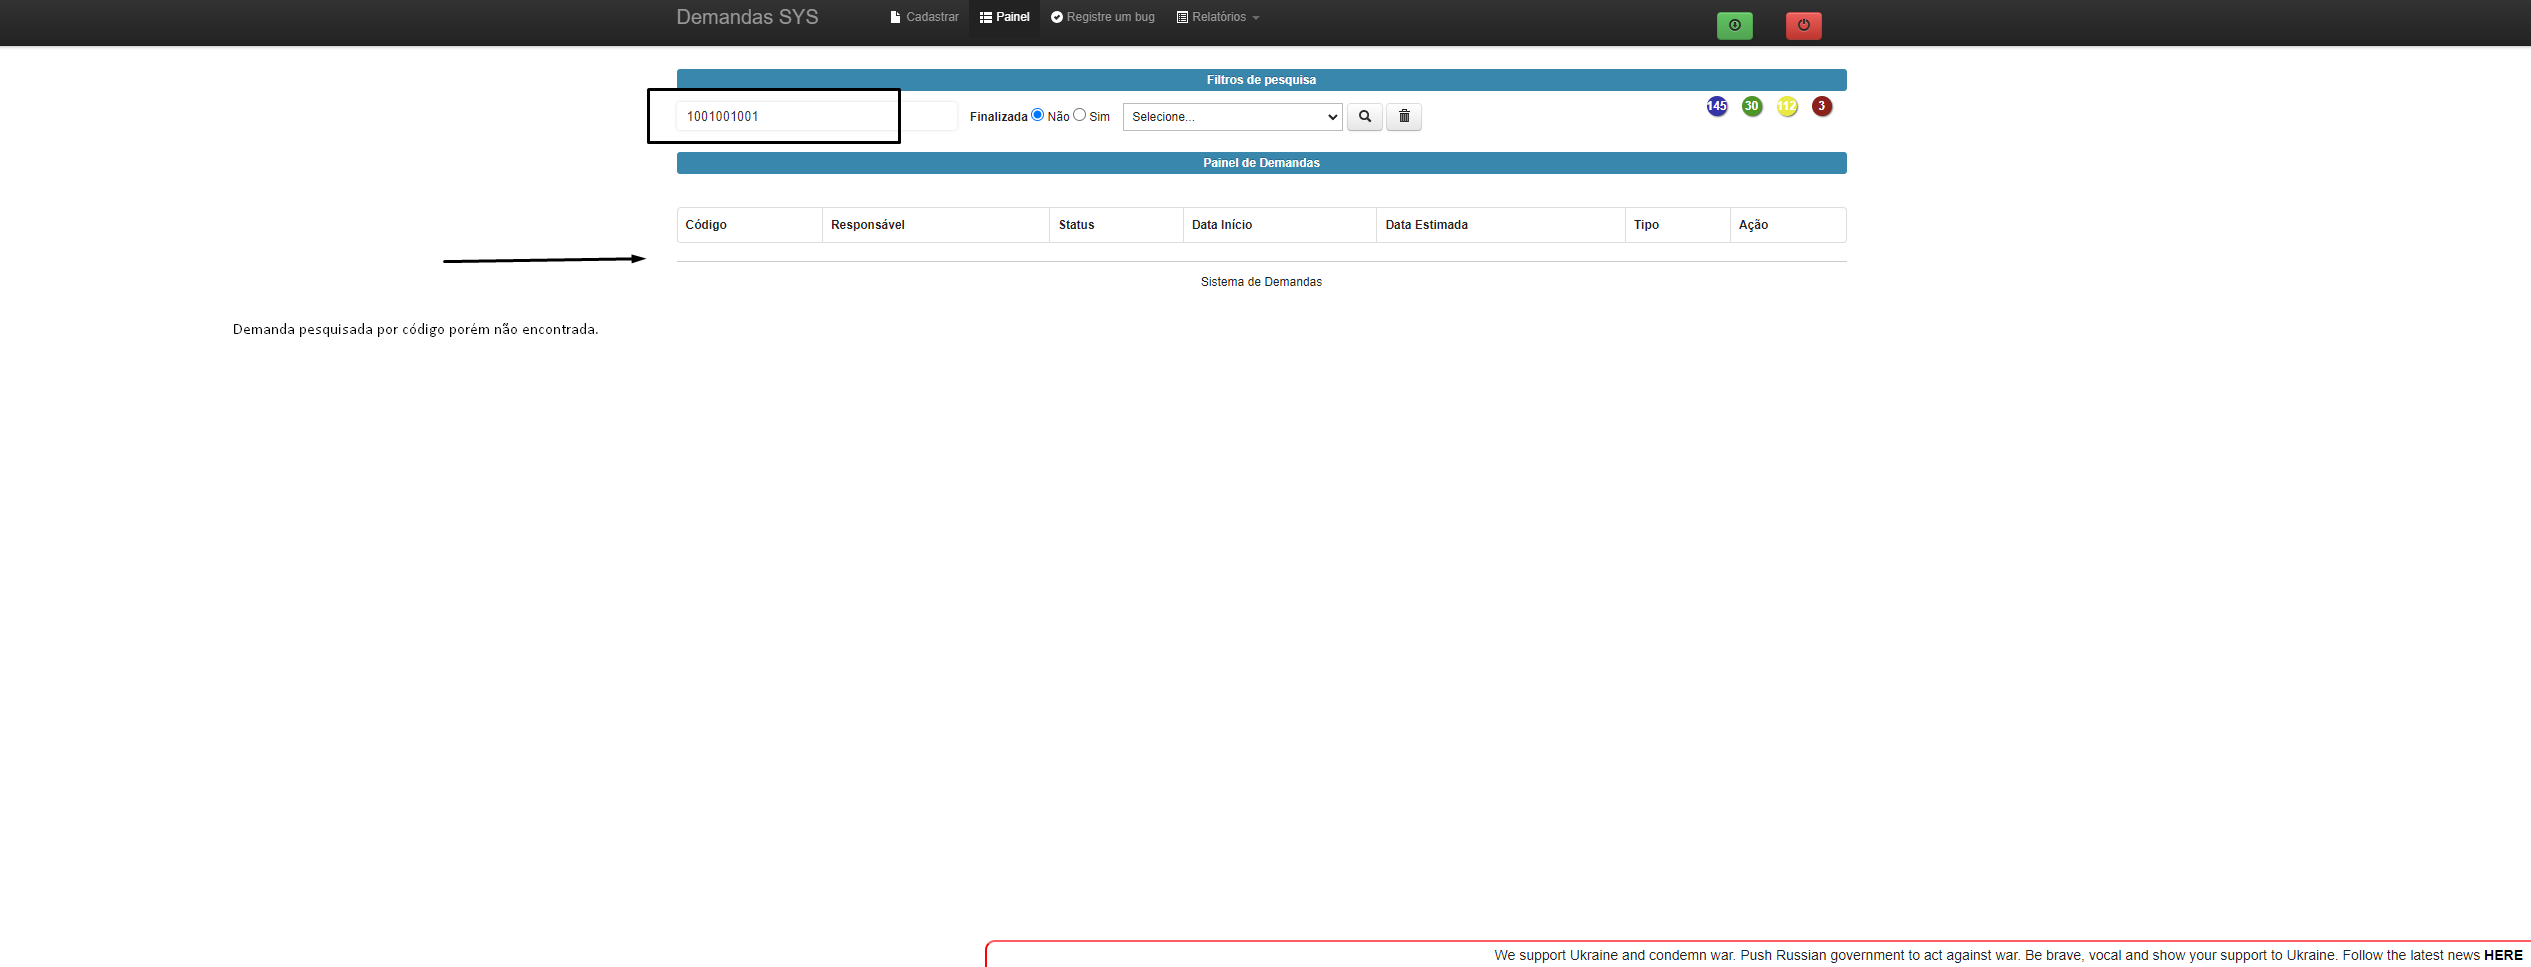 Demandas SYS Cadastrar Painel Registre um bug Relatórios
Filtros de pesquisa
1001001001 Finalizada Não Sim Selecione... 145 30 112 3
Painel de Demandas
Código Responsável Status Data Início Data Estimada Tipo Ação
Sistema de Demandas
Demanda pesquisada por código porém não encontrada.
We support Ukraine and condemn war. Push Russian government to act against war. Be brave, vocal and show your support to Ukraine. Follow the latest news HERE